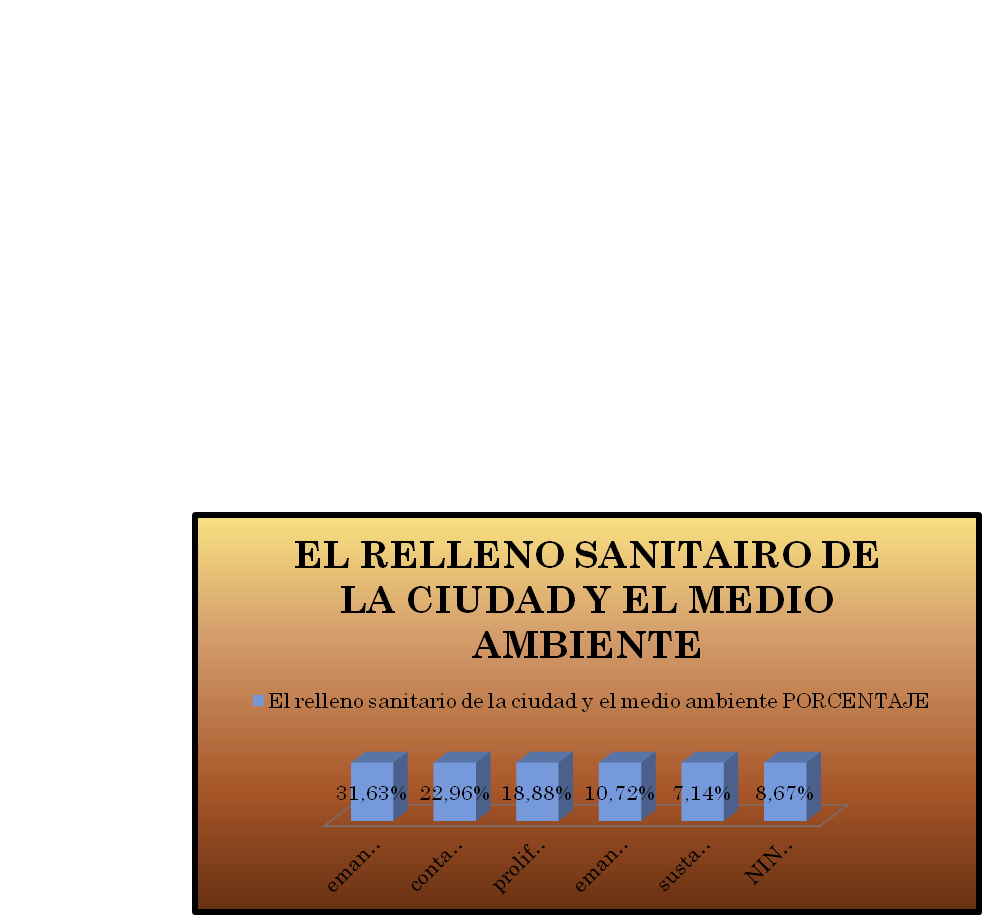 EL RELLENO SANITAIRO DE
LA CIUDAD Y EL MEDIO
AMBIENTE
El relleno sanitario de la ciudad y el medio ambiente PORCENTAJE
31,63% 22,96% 18,88% 10,72% 7,14% 8,67%
eman.. conta.. prolif.. eman.. susta.. NIN..